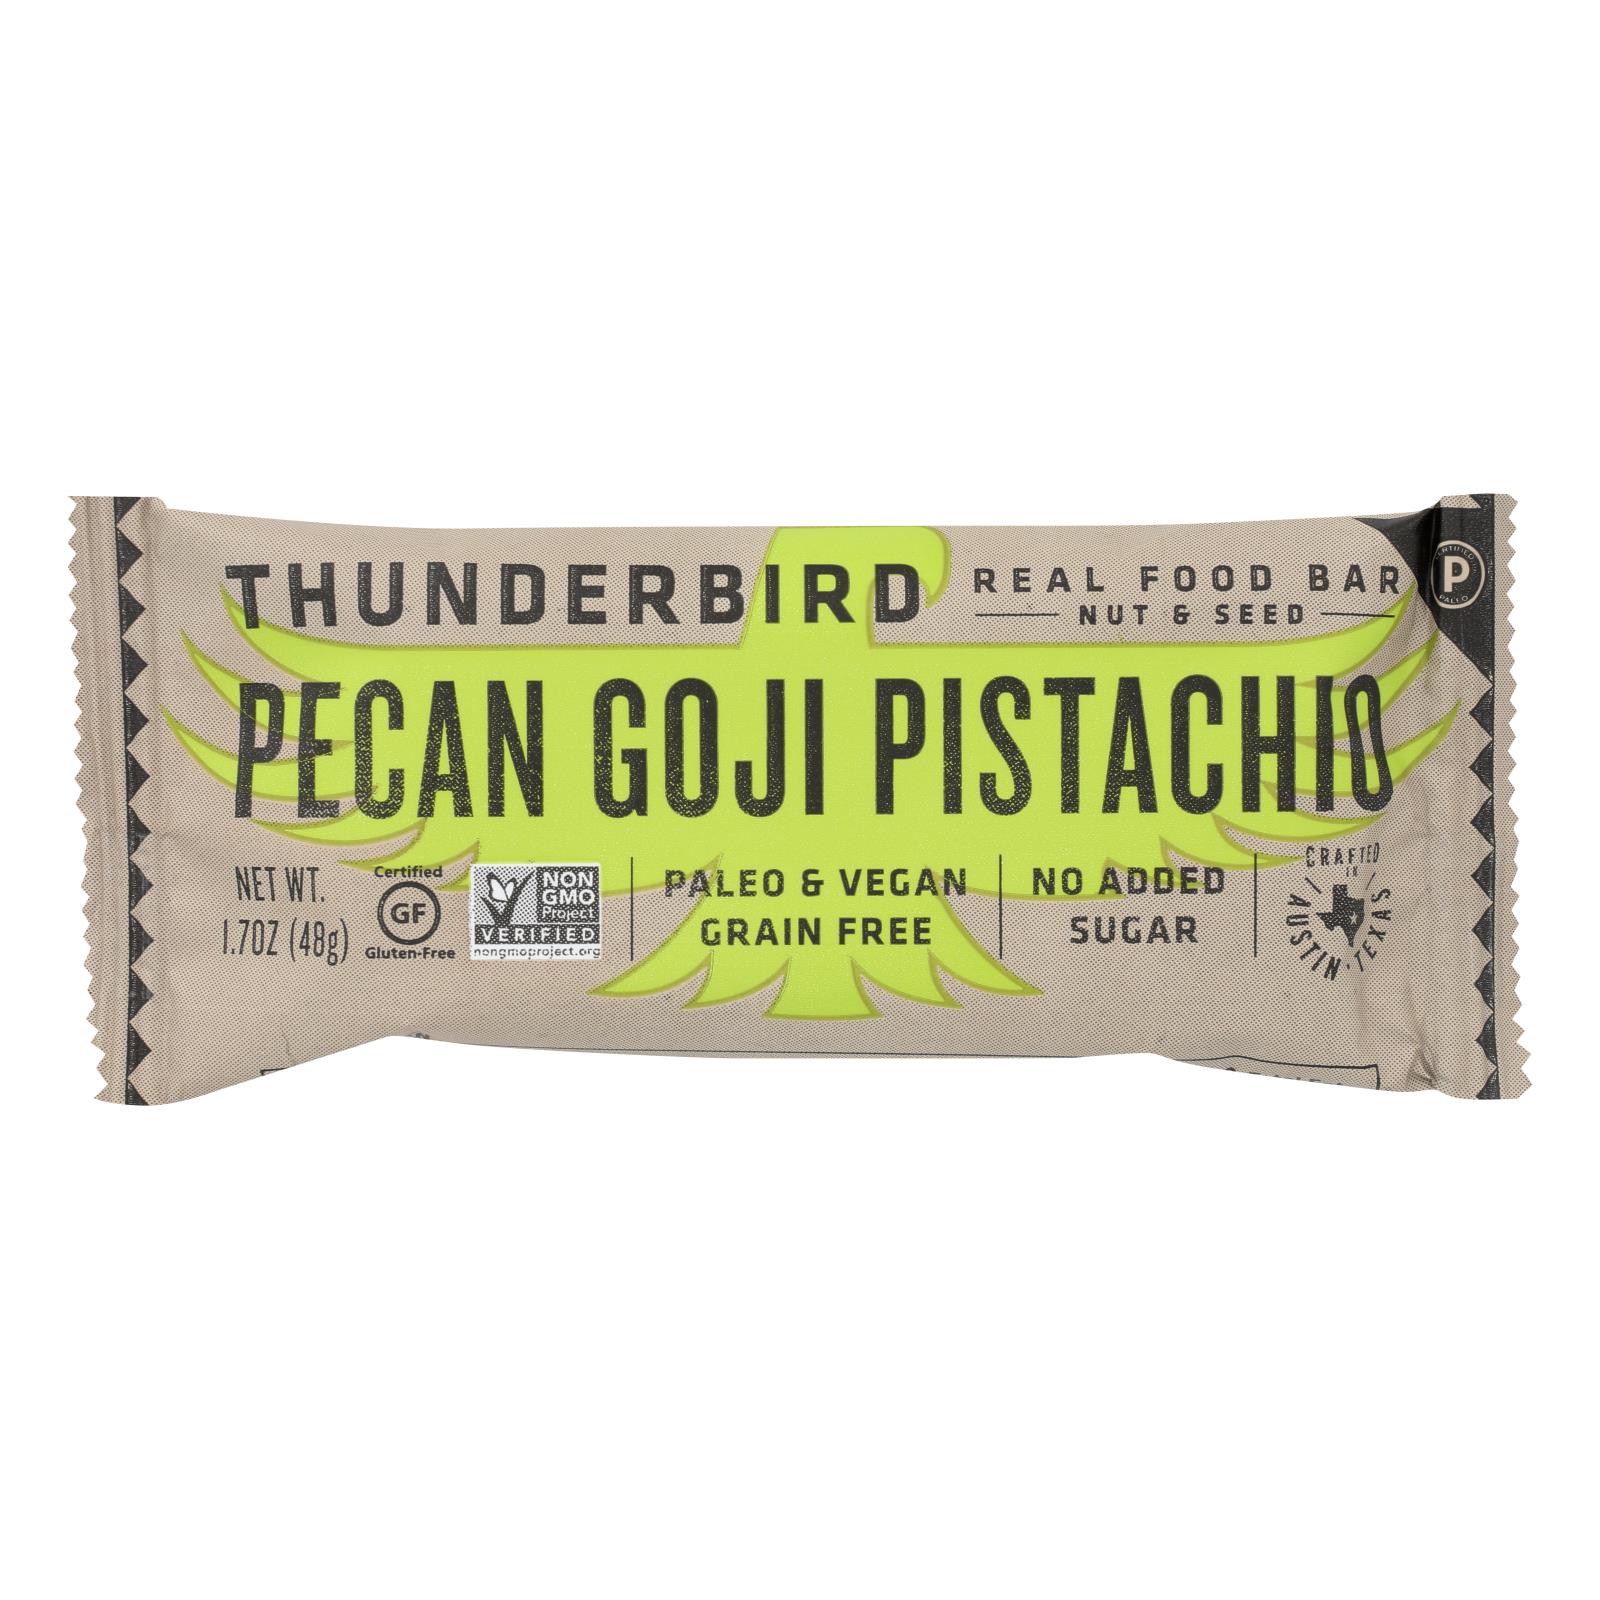 THUNDERBIRD
REAL FOOD BAR
NUT & SEED
CERTIFIED
P
PALEO
PECAN GOJI PISTACHIO
NET WT.
1.7OZ (48g)
Certified
GF
Gluten-Free
NON
GMO
Project
VERIFIED
nongmoproject.org
PALEO & VEGAN
GRAIN FREE
NO ADDED
SUGAR
CRAFTED
IN
AUSTIN · TEXAS